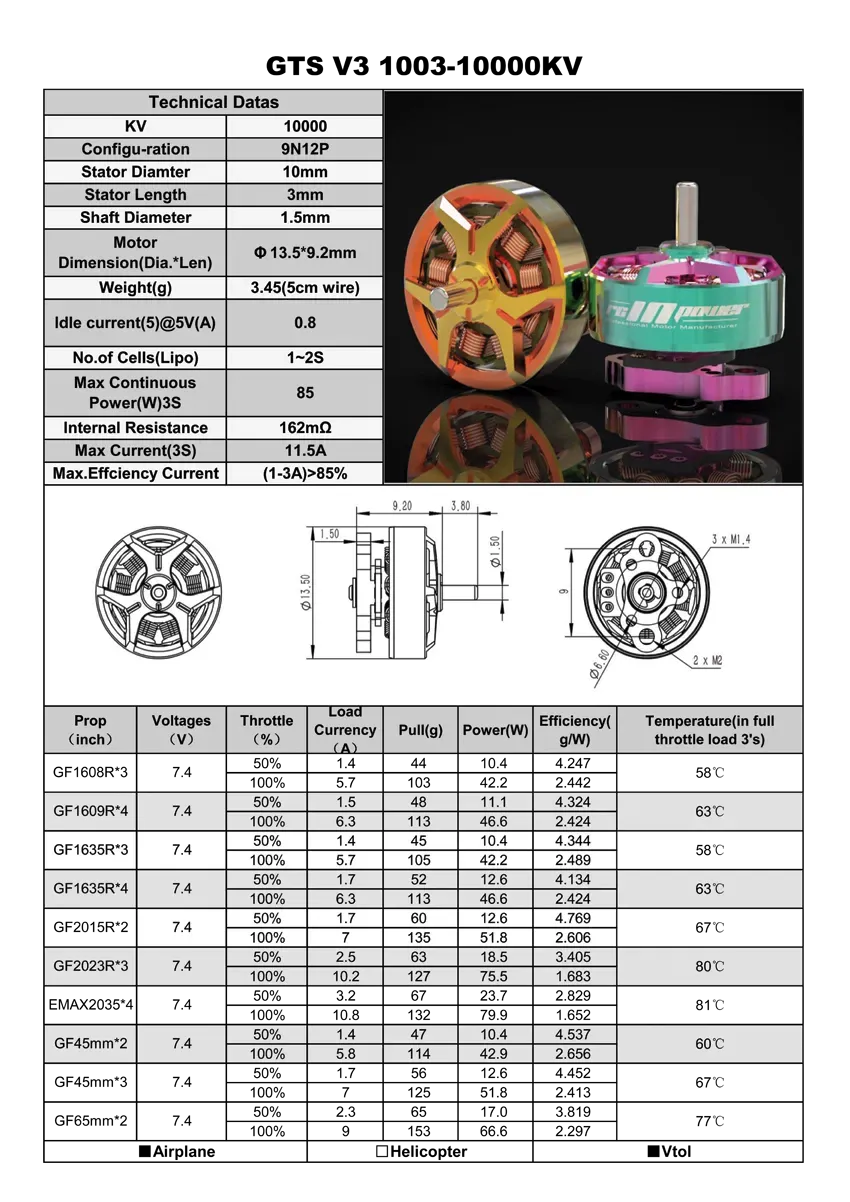 GTS V3 1003-10000KV
Technical Datas
KV 10000
Configu-ration 9N12P
Stator Diamter 10mm
Stator Length 3mm
Shaft Diameter 1.5mm
Motor
Dimension(Dia.*Len) Φ 13.5*9.2mm
Weight(g) 3.45(5cm wire)
Idle current(5)@5V(A) 0.8
No.of Cells(Lipo) 1~2S
Max Continuous
Power(W)3S 85
Internal Resistance 162mΩ
Max Current(3S) 11.5A
Max.Effciency Current (1-3A)>85%
rcINpower
Professional Motor Manufacturer
9.20 3.80
1.50
Φ13.50
Φ1.50
3 x M1.4
9
Φ6.60
2 x M2
Prop
（inch） Voltages
（V） Throttle
（%） Load
Currency
（A） Pull(g) Power(W) Efficiency(
g/W) Temperature(in full
throttle load 3's)
GF1608R*3 7.4 50% 1.4 44 10.4 4.247 58℃
100% 5.7 103 42.2 2.442
GF1609R*4 7.4 50% 1.5 48 11.1 4.324 63℃
100% 6.3 113 46.6 2.424
GF1635R*3 7.4 50% 1.4 45 10.4 4.344 58℃
100% 5.7 105 42.2 2.489
GF1635R*4 7.4 50% 1.7 52 12.6 4.134 63℃
100% 6.3 113 46.6 2.424
GF2015R*2 7.4 50% 1.7 60 12.6 4.769 67℃
100% 7 135 51.8 2.606
GF2023R*3 7.4 50% 2.5 63 18.5 3.405 80℃
100% 10.2 127 75.5 1.683
EMAX2035*4 7.4 50% 3.2 67 23.7 2.829 81℃
100% 10.8 132 79.9 1.652
GF45mm*2 7.4 50% 1.4 47 10.4 4.537 60℃
100% 5.8 114 42.9 2.656
GF45mm*3 7.4 50% 1.7 56 12.6 4.452 67℃
100% 7 125 51.8 2.413
GF65mm*2 7.4 50% 2.3 65 17.0 3.819 77℃
100% 9 153 66.6 2.297
■Airplane □Helicopter ■Vtol